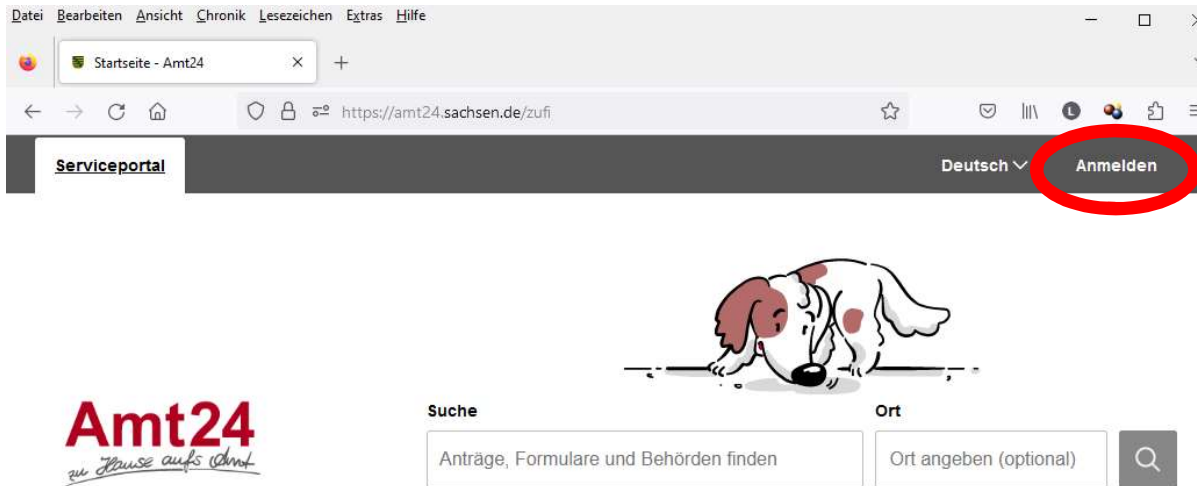 Datei Bearbeiten Ansicht Chronik Lesezeichen Extras Hilfe
Startseite - Amt24
https://amt24.sachsen.de/zufi
L
Serviceportal
Deutsch
Anmelden
Amt24
zu Hause aufs Amt
Suche
Ort
Anträge, Formulare und Behörden finden
Ort angeben (optional)